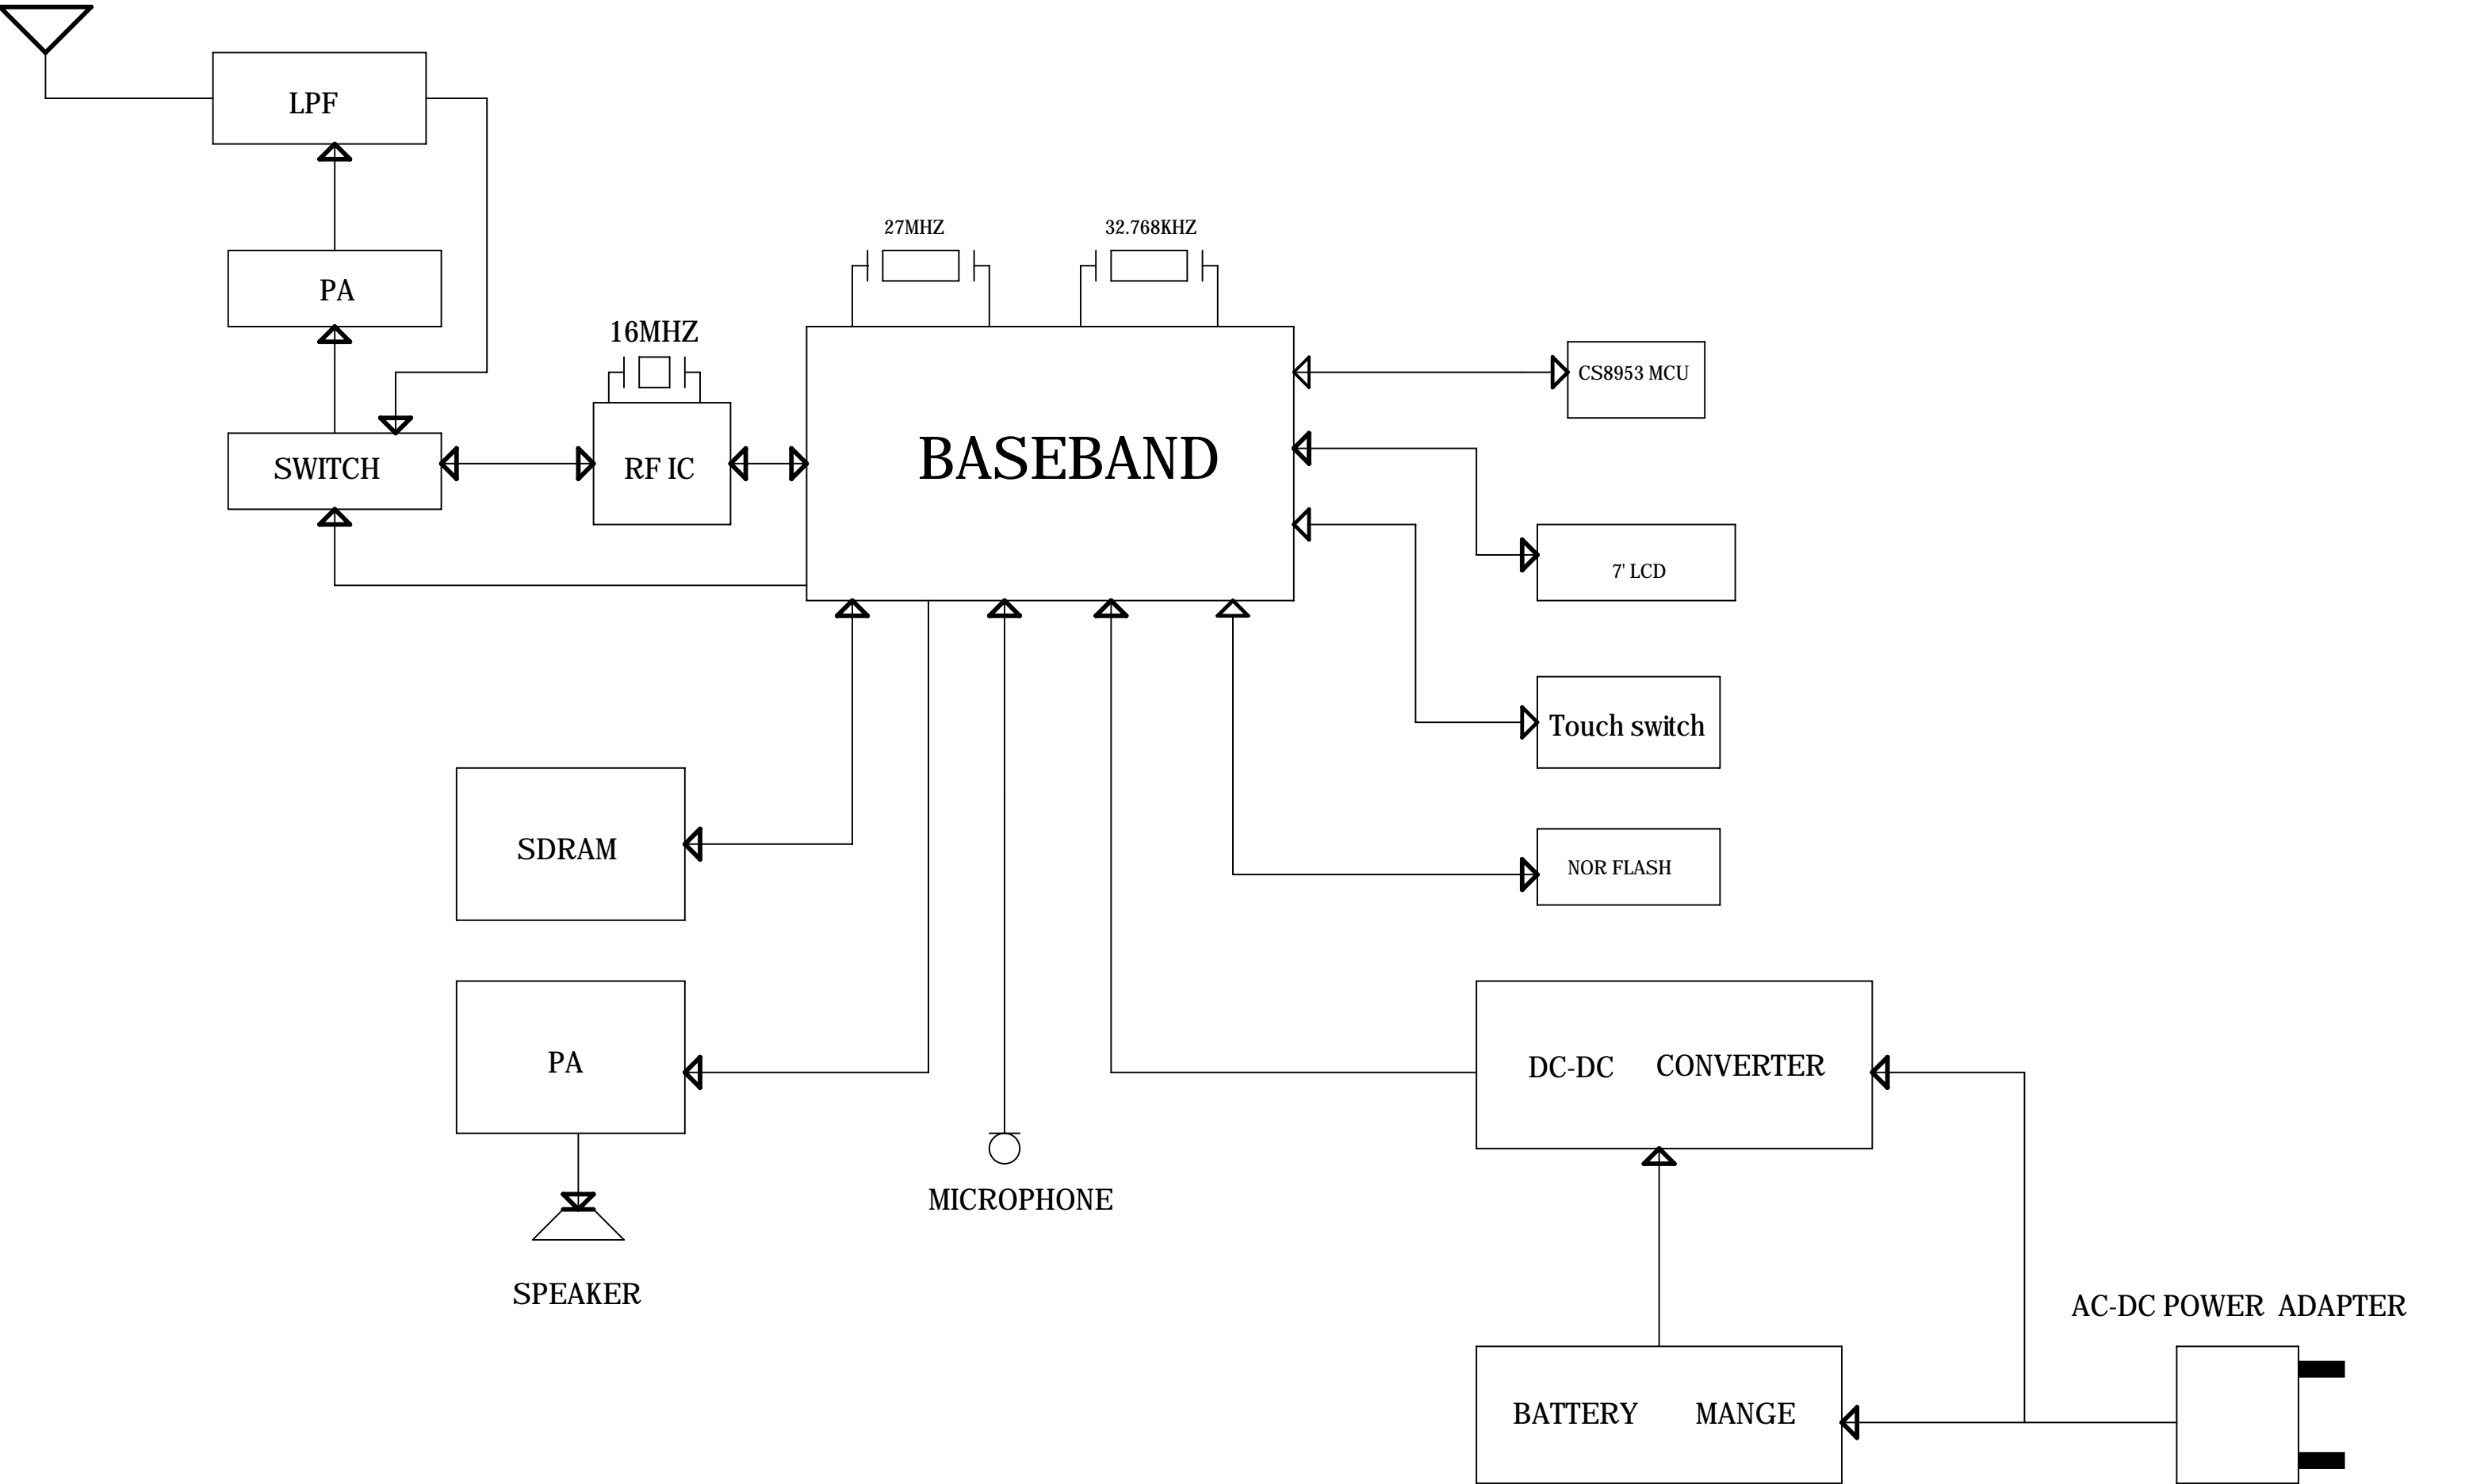 LPF
27MHZ
32.768KHZ
PA
16MHZ
CS8953 MCU
SWITCH
RF IC
BASEBAND
7' LCD
Touch switch
SDRAM
NOR FLASH
PA
DC-DC CONVERTER
MICROPHONE
SPEAKER
AC-DC POWER ADAPTER
BATTERY MANGE